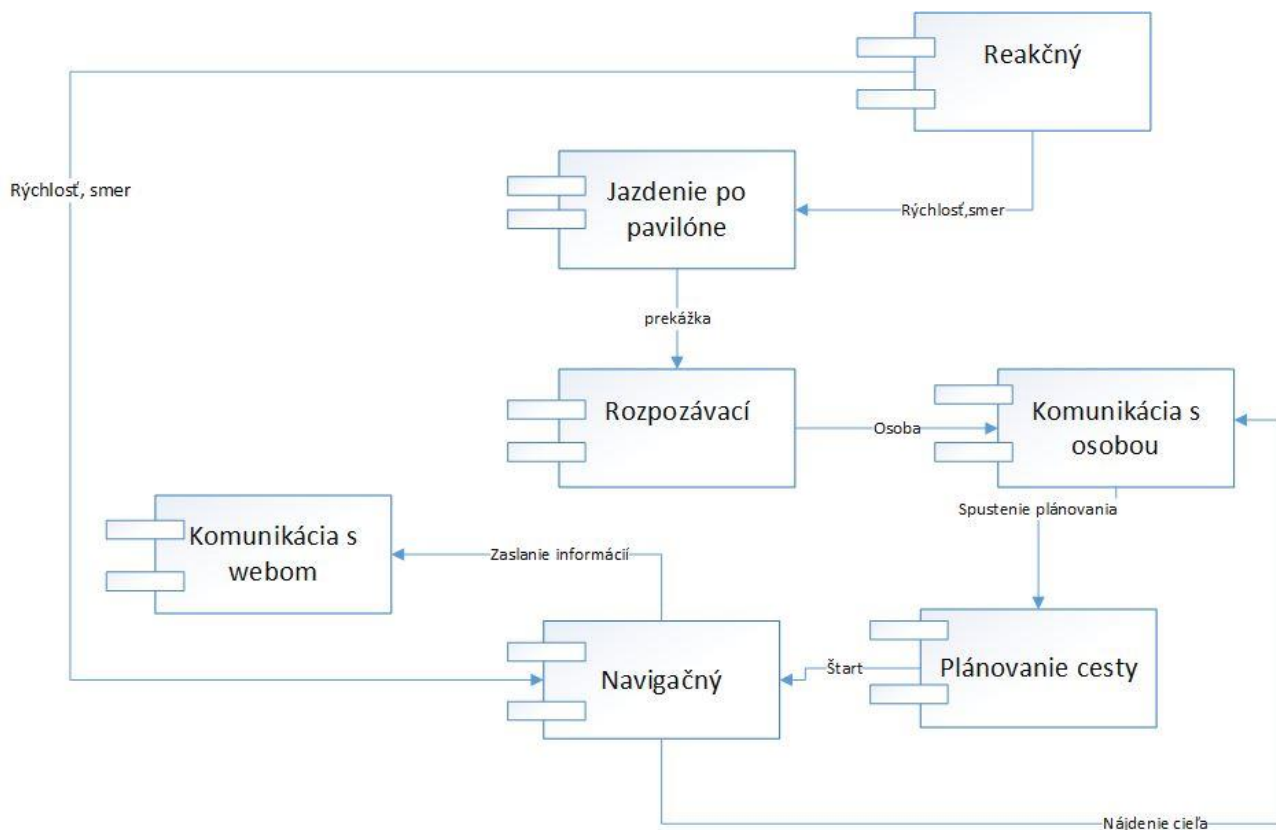 Reakčný
Rýchlosť, smer
Jazdenie po
pavilóne
Rýchlosť,smer
prekážka
Rozpozávací
Osoba
Komunikácia s
osobou
Spustenie plánovania
Komunikácia s
webom
Zaslanie informácií
Navigačný
Štart
Plánovanie cesty
Nájdenie cieľa